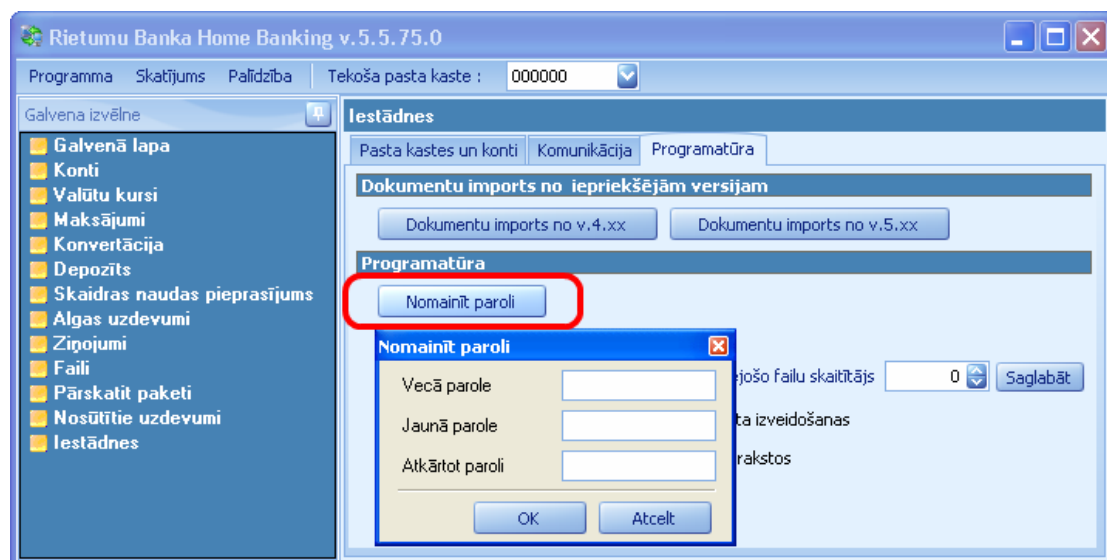 Rietumu Banka Home Banking v.5.5.75.0
Programma Skatījums Palīdzība Tekoša pasta kaste : 000000
Galvena izvēlne
Galvenā lapa
Konti
Valūtu kursi
Maksājumi
Konvertācija
Depozīts
Skaidras naudas pieprasījums
Algas uzdevumi
Ziņojumi
Faili
Pārskatit paketi
Nosūtītie uzdevumi
Iestādnes
Iestādnes
Pasta kastes un konti Komunikācija Programatūra
Dokumentu imports no iepriekšējām versijam
Dokumentu imports no v.4.xx Dokumentu imports no v.5.xx
Programatūra
Nomainīt paroli
Nomainīt paroli
Vecā parole
Jaunā parole
Atkārtot paroli
OK Atcelt
failu skaitītājs 0 Saglabāt
izveidošanas